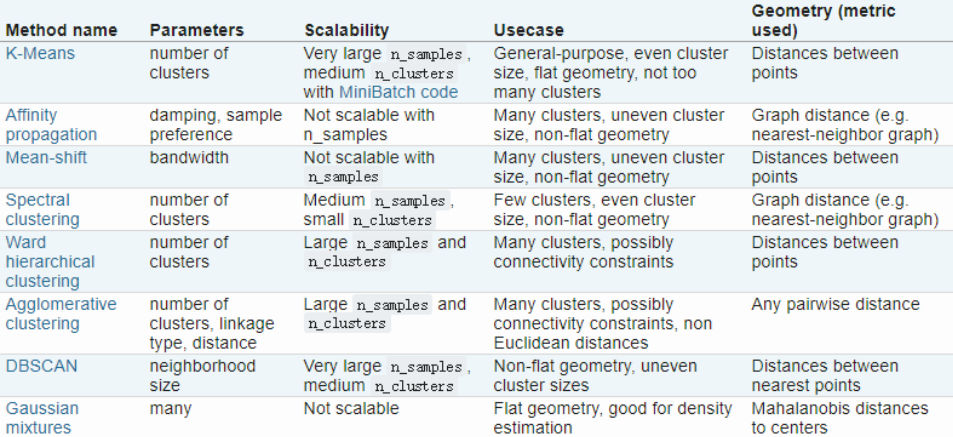 Method name Parameters Scalability Usecase Geometry (metric used)
K-Means number of clusters Very large n_samples, medium n_clusters with MiniBatch code General-purpose, even cluster size, flat geometry, not too many clusters Distances between points
Affinity propagation damping, sample preference Not scalable with n_samples Many clusters, uneven cluster size, non-flat geometry Graph distance (e.g. nearest-neighbor graph)
Mean-shift bandwidth Not scalable with n_samples Many clusters, uneven cluster size, non-flat geometry Distances between points
Spectral clustering number of clusters Medium n_samples, small n_clusters Few clusters, even cluster size, non-flat geometry Graph distance (e.g. nearest-neighbor graph)
Ward hierarchical clustering number of clusters Large n_samples and n_clusters Many clusters, possibly connectivity constraints Distances between points
Agglomerative clustering number of clusters, linkage type, distance Large n_samples and n_clusters Many clusters, possibly connectivity constraints, non Euclidean distances Any pairwise distance
DBSCAN neighborhood size Very large n_samples, medium n_clusters Non-flat geometry, uneven cluster sizes Distances between nearest points
Gaussian mixtures many Not scalable Flat geometry, good for density estimation Mahalanobis distances to centers